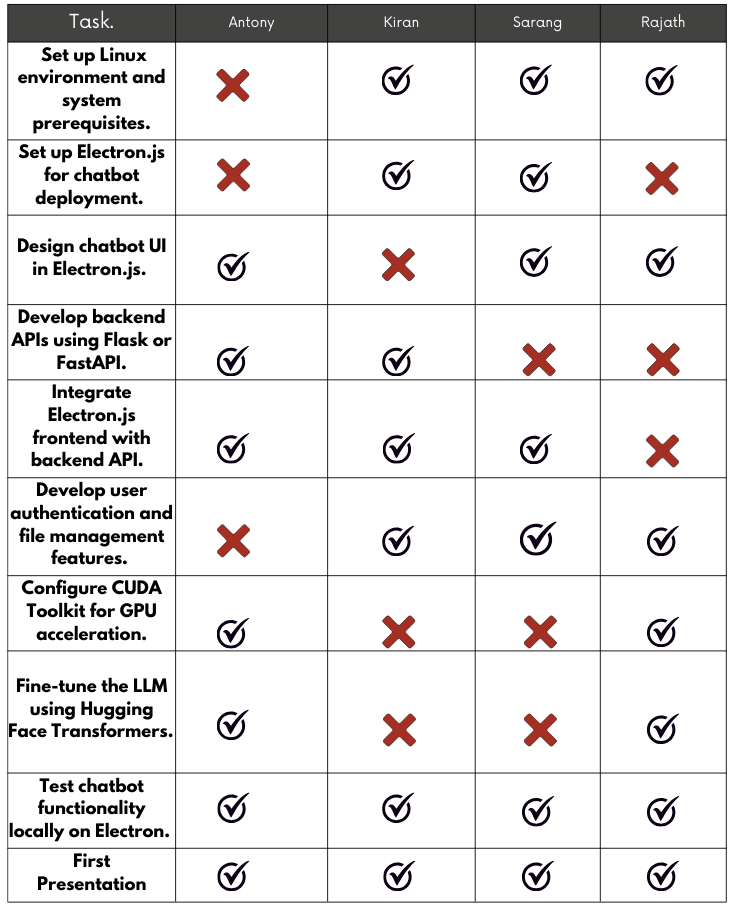 Task. Antony Kiran Sarang Rajath
Set up Linux
environment and
system
prerequisites.
Set up Electron.js
for chatbot
deployment.
Design chatbot UI
in Electron.js.
Develop backend
APIs using Flask or
FastAPI.
Integrate
Electron.js
frontend with
backend API.
Develop user
authentication and
file management
features.
Configure CUDA
Toolkit for GPU
acceleration.
Fine-tune the LLM
using Hugging
Face Transformers.
Test chatbot
functionality
locally on Electron.
First
Presentation